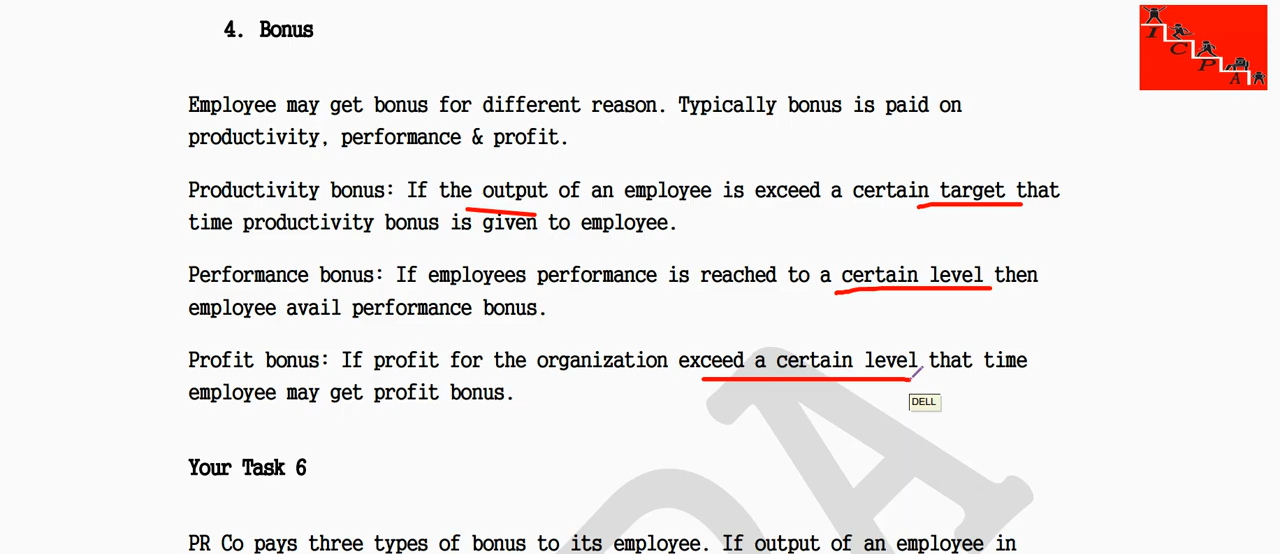 4. Bonus
I
C
P
A
Employee may get bonus for different reason. Typically bonus is paid on
productivity, performance & profit.
Productivity bonus: If the output of an employee is exceed a certain target that
time productivity bonus is given to employee.
Performance bonus: If employees performance is reached to a certain level then
employee avail performance bonus.
Profit bonus: If profit for the organization exceed a certain level that time
employee may get profit bonus.
DELL
Your Task 6
PR Co pays three types of bonus to its employee. If output of an employee in